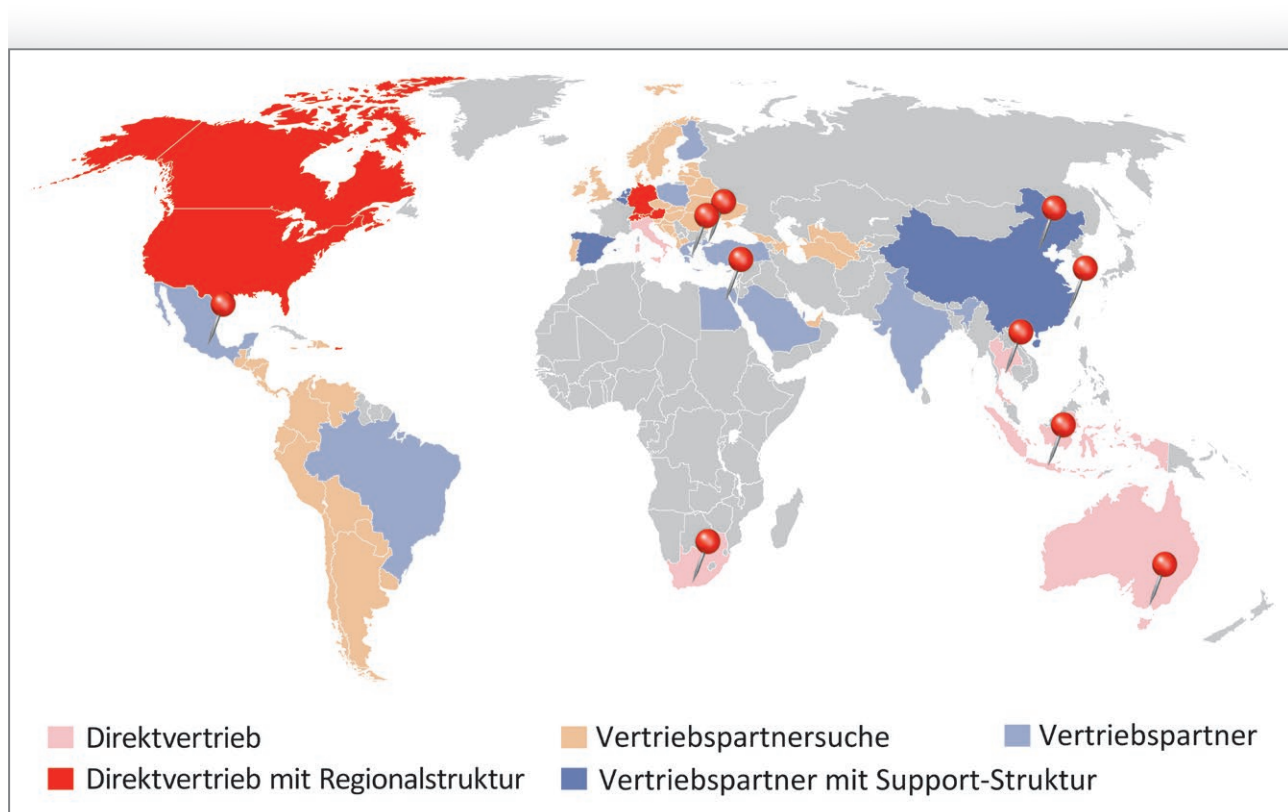 Direktvertrieb
Vertriebspartnersuche
Vertriebspartner
Direktvertrieb mit Regionalstruktur
Vertriebspartner mit Support-Struktur